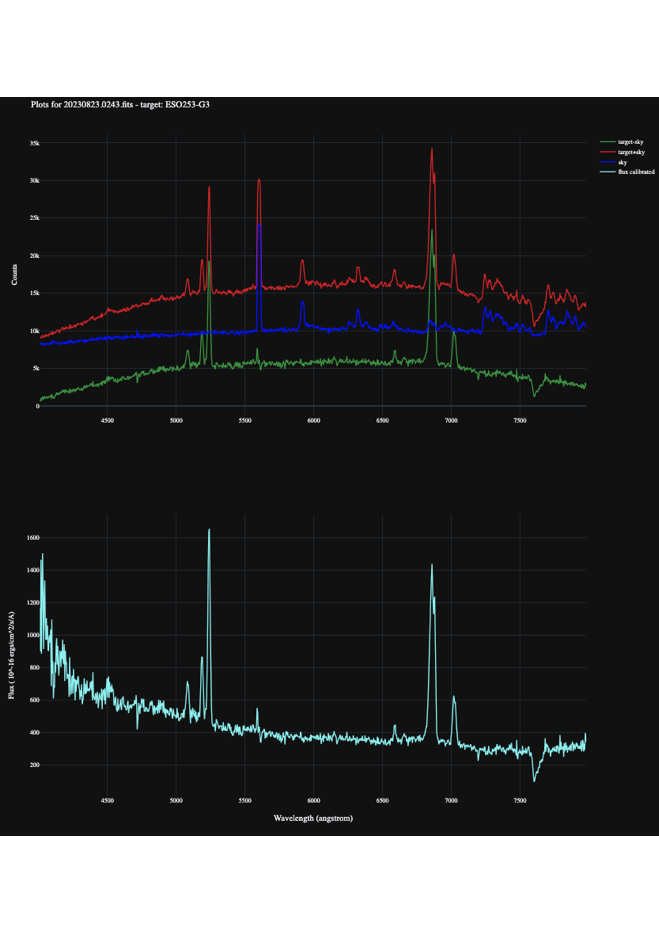 Plots for 20230823.0243.fits - target: ESO253-G3
35k
30k
25k
20k
15k
10k
5k
0
Counts
4500 5000 5500 6000 6500 7000 7500
target-sky
target+sky
sky
flux calibrated
1600
1400
1200
1000
800
600
400
200
Flux ( 10^-16 ergs/cm^2/s/A)
4500 5000 5500 6000 6500 7000 7500
Wavelength (angstrom)